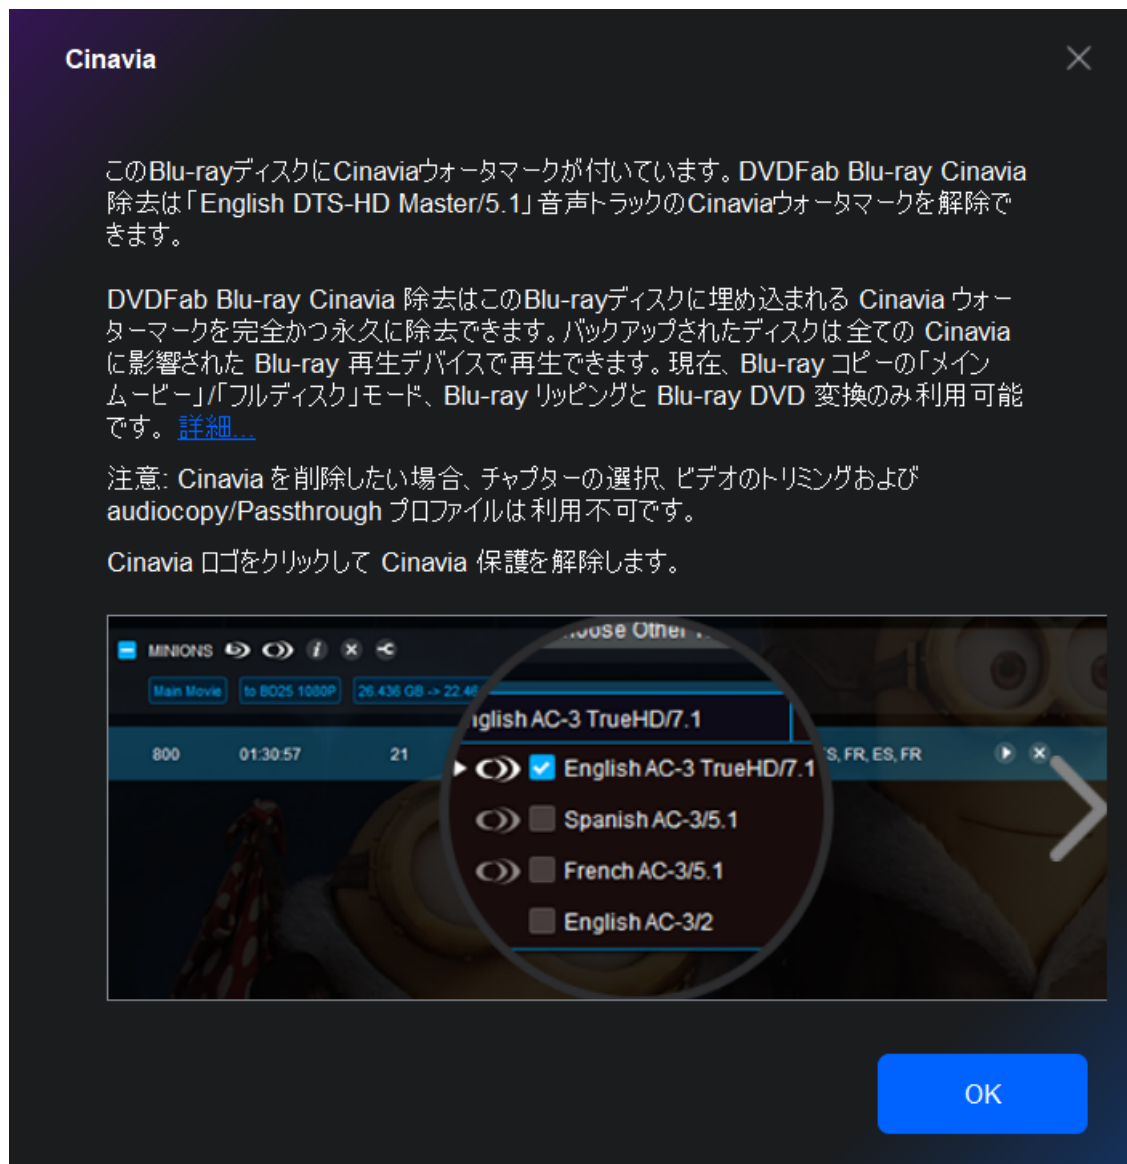 Cinavia
このBlu-rayディスクにCinaviaウォータマークが付いています。DVDFab Blu-ray Cinavia
除去は「English DTS-HD Master/5.1」音声トラックのCinaviaウォータマークを解除で
きます。
DVDFab Blu-ray Cinavia 除去はこのBlu-rayディスクに埋め込まれる Cinavia ウォー
ターマークを完全かつ永久に除去できます。バックアップされたディスクは全ての Cinavia
に影響された Blu-ray 再生デバイスで再生できます。現在、Blu-ray コピーの「メイン
ムービー」/「フルディスク」モード、Blu-ray リッピングと Blu-ray DVD 変換のみ利用可能
です。 詳細...
注意: Cinavia を削除したい場合、チャプターの選択、ビデオのトリミングおよび
audiocopy/Passthrough プロファイルは利用不可です。
Cinavia ロゴをクリックして Cinavia 保護を解除します。
MINIONS
Main Movie to BD25 1080P 26.436 GB -> 22.46
800 01:30:57 21
FR, ES, FR
nglish AC-3 TrueHD/7.1
English AC-3 TrueHD/7.1
Spanish AC-3/5.1
French AC-3/5.1
English AC-3/2
OK